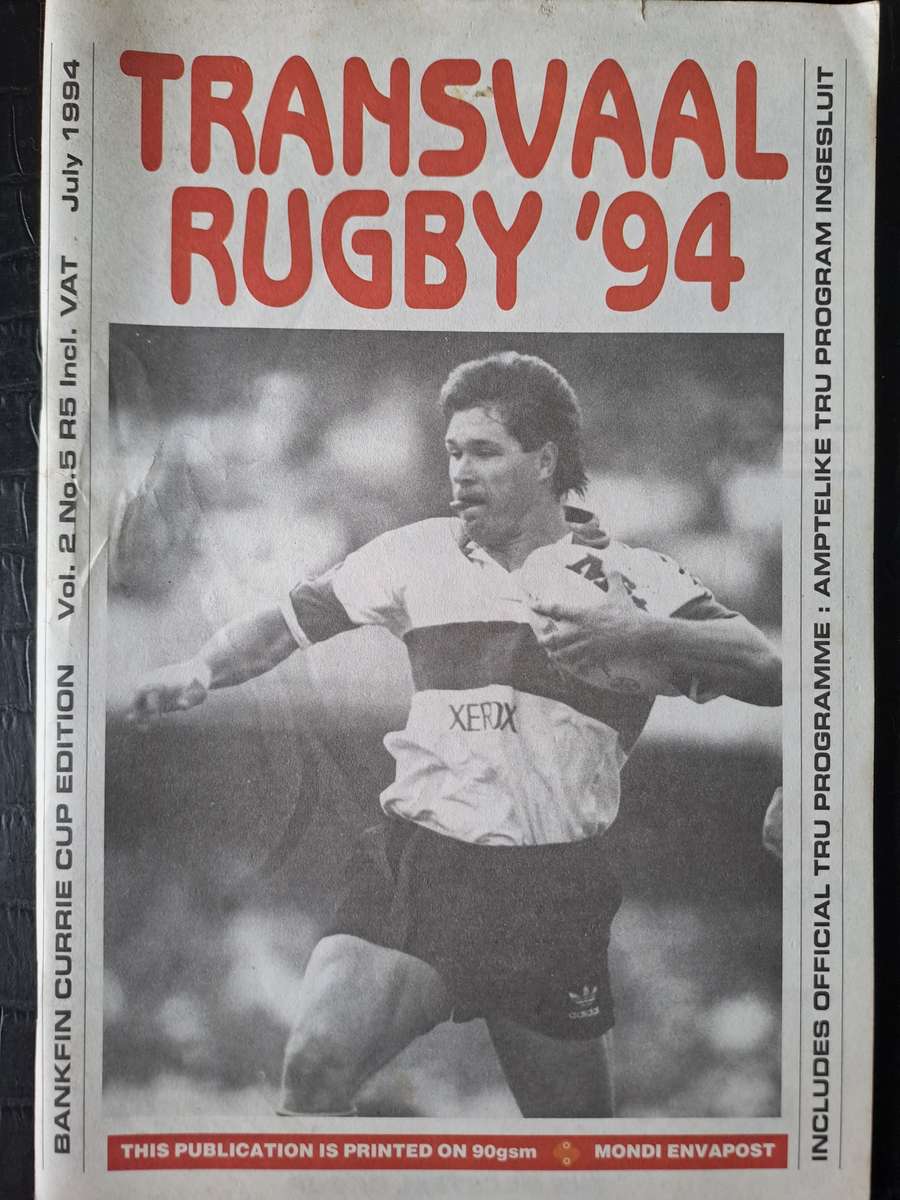 TRANSVAAL
RUGBY '94
BANKFIN CURRIE CUP EDITION Vol. 2 No.5 R5 Incl. VAT July 1994
INCLUDES OFFICIAL TRU PROGRAMME : AMPTELIKE TRU PROGRAM INGESLUIT
XEROX
adidas
THIS PUBLICATION IS PRINTED ON 90gsm MONDI ENVAPOST